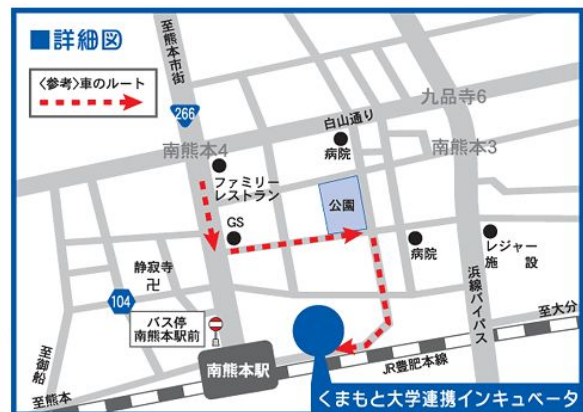 ■詳細図
〈参考〉車のルート
至熊本市街
266
九品寺6
白山通り
南熊本4
病院
南熊本3
ファミリー
レストラン
公園
GS
静寂寺
卍
104
病院
レジャー
施設
浜線バイパス
バス停
南熊本駅前
至大分
至御船
南熊本駅
JR豊肥本線
至熊本
くまもと大学連携インキュベータ